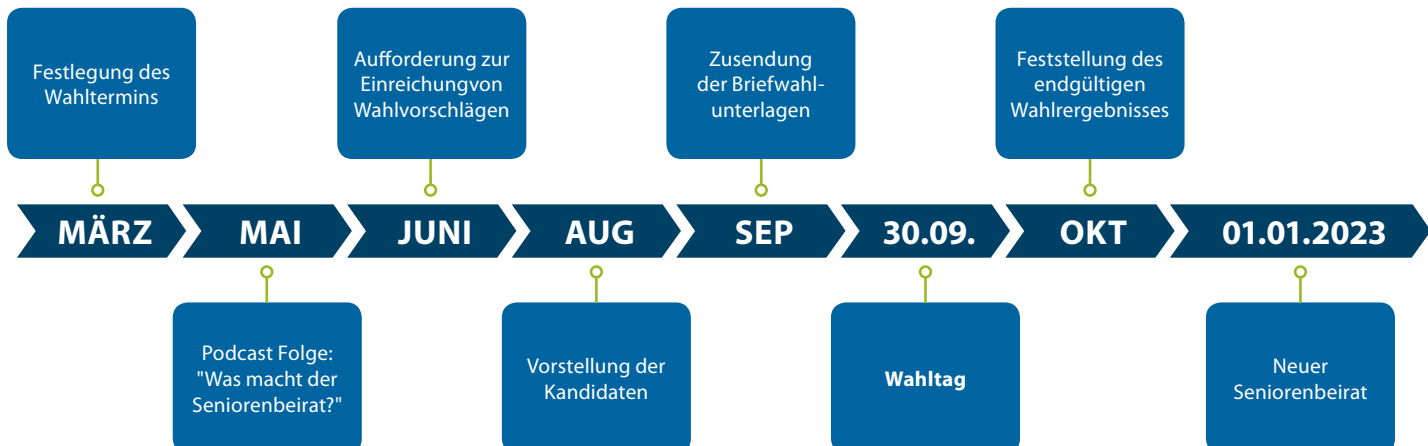 Festlegung des
Wahltermins
Aufforderung zur
Einreichungvon
Wahlvorschlägen
Zusendung
der Briefwahl-
unterlagen
Feststellung des
endgültigen
Wahlrergebnisses
MÄRZ
MAI
JUNI
AUG
SEP
30.09.
OKT
01.01.2023
Podcast Folge:
"Was macht der
Seniorenbeirat?"
Vorstellung der
Kandidaten
Wahltag
Neuer
Seniorenbeirat